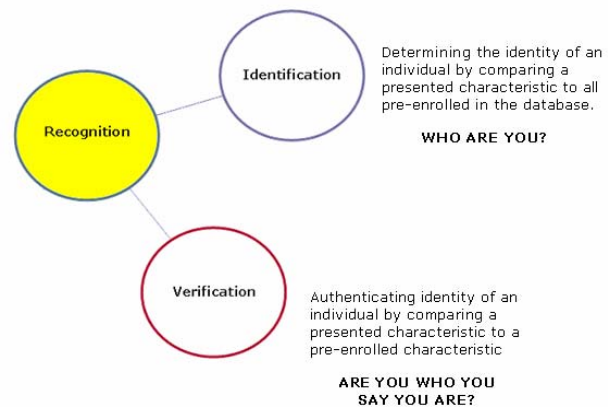 Identification
Determining the identity of an
individual by comparing a
presented characteristic to all
pre-enrolled in the database.
WHO ARE YOU?
Recognition
Verification
Authenticating identity of an
individual by comparing a
presented characteristic to a
pre-enrolled characteristic
ARE YOU WHO YOU
SAY YOU ARE?